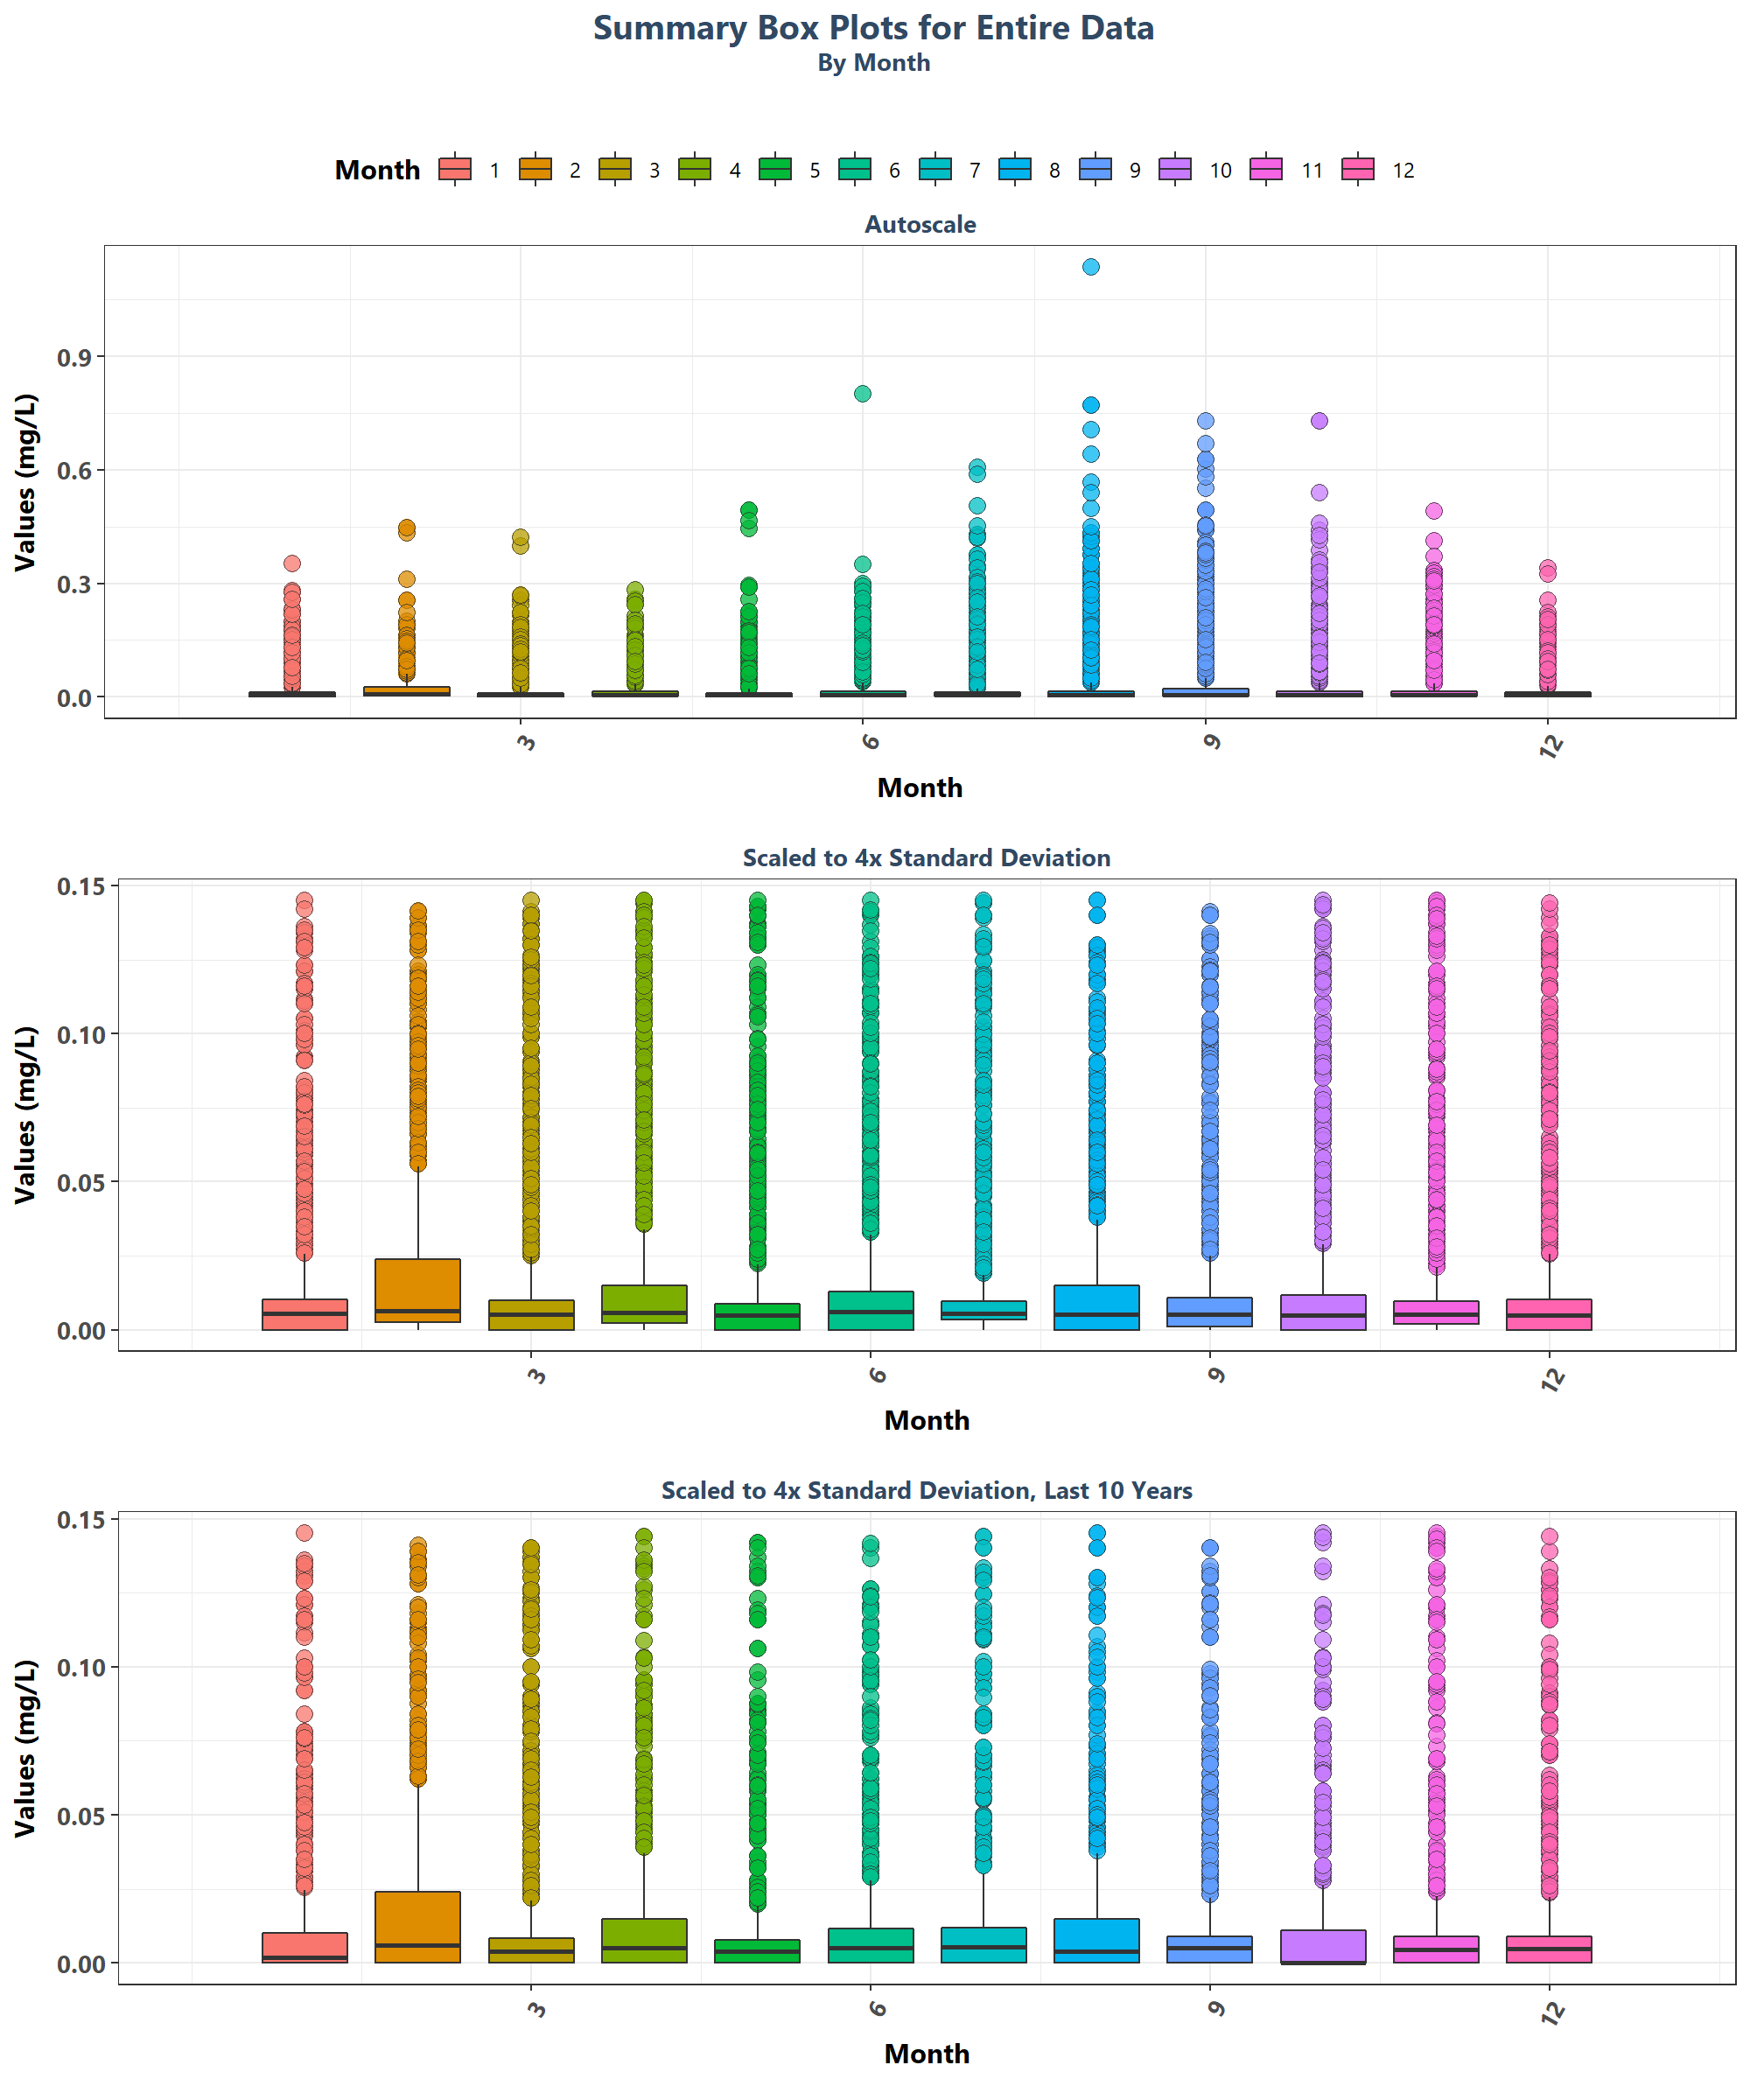 Summary Box Plots for Entire Data
By Month
Month 1 2 3 4 5 6 7 8 9 10 11 12
Autoscale
Values (mg/L)
0.9
0.6
0.3
0.0
3 6 9 12
Month
Scaled to 4x Standard Deviation
Values (mg/L)
0.15
0.10
0.05
0.00
3 6 9 12
Month
Scaled to 4x Standard Deviation, Last 10 Years
Values (mg/L)
0.15
0.10
0.05
0.00
3 6 9 12
Month